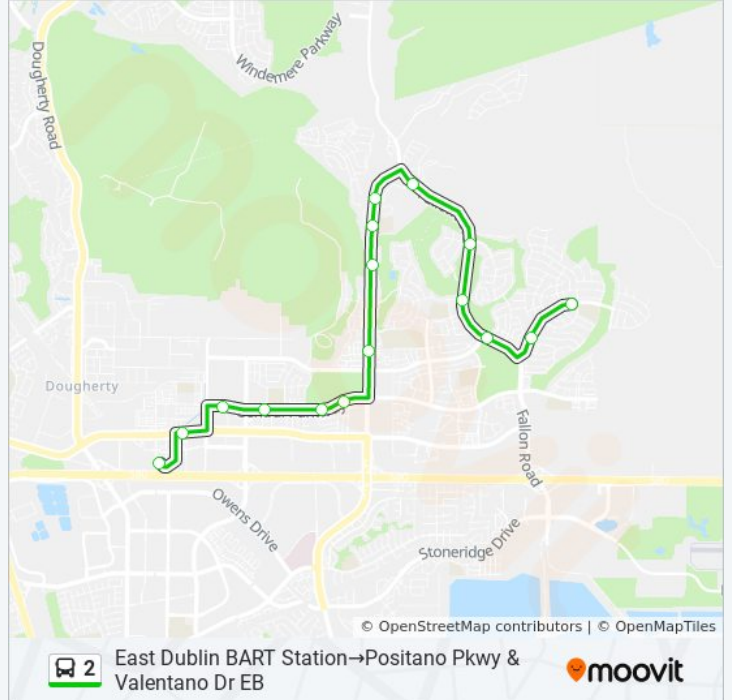 Windemere Parkway
Dougherty Road
Dougherty
Fallon Road
Owens Drive
Stoneridge Drive
© OpenStreetMap contributors | © OpenMapTiles
2
East Dublin BART Station→Positano Pkwy &
Valentano Dr EB
moovit